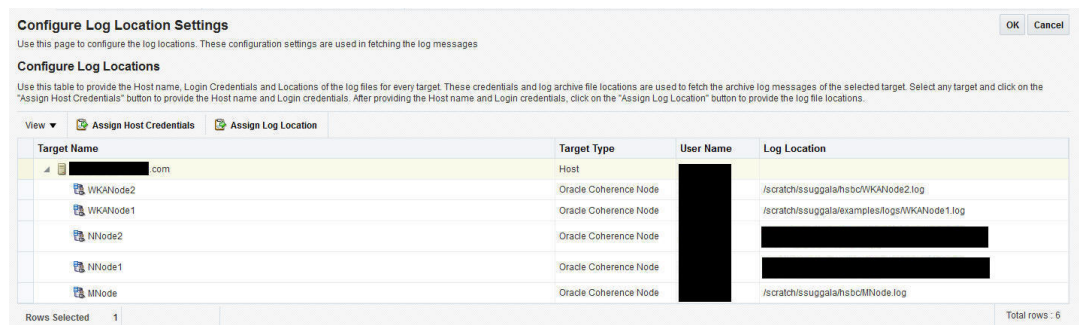 Configure Log Location Settings
OK Cancel
Use this page to configure the log locations. These configuration settings are used in fetching the log messages
Configure Log Locations
Use this table to provide the Host name, Login Credentials and Locations of the log files for every target. These credentials and log archive file locations are used to fetch the archive log messages of the selected target. Select any target and click on the
"Assign Host Credentials" button to provide the Host name and Login credentials. After providing the Host name and Login credentials, click on the "Assign Log Location" button to provide the log file locations.
View Assign Host Credentials Assign Log Location
Target Name Target Type User Name Log Location
.com Host
WKANode2 Oracle Coherence Node /scratch/ssuggala/hsbc/WKANode2.log
WKANode1 Oracle Coherence Node /scratch/ssuggala/examples/logs/WKANode1.log
NNode2 Oracle Coherence Node
NNode1 Oracle Coherence Node
MNode Oracle Coherence Node /scratch/ssuggala/hsbc/MNode.log
Rows Selected 1 Total rows : 6